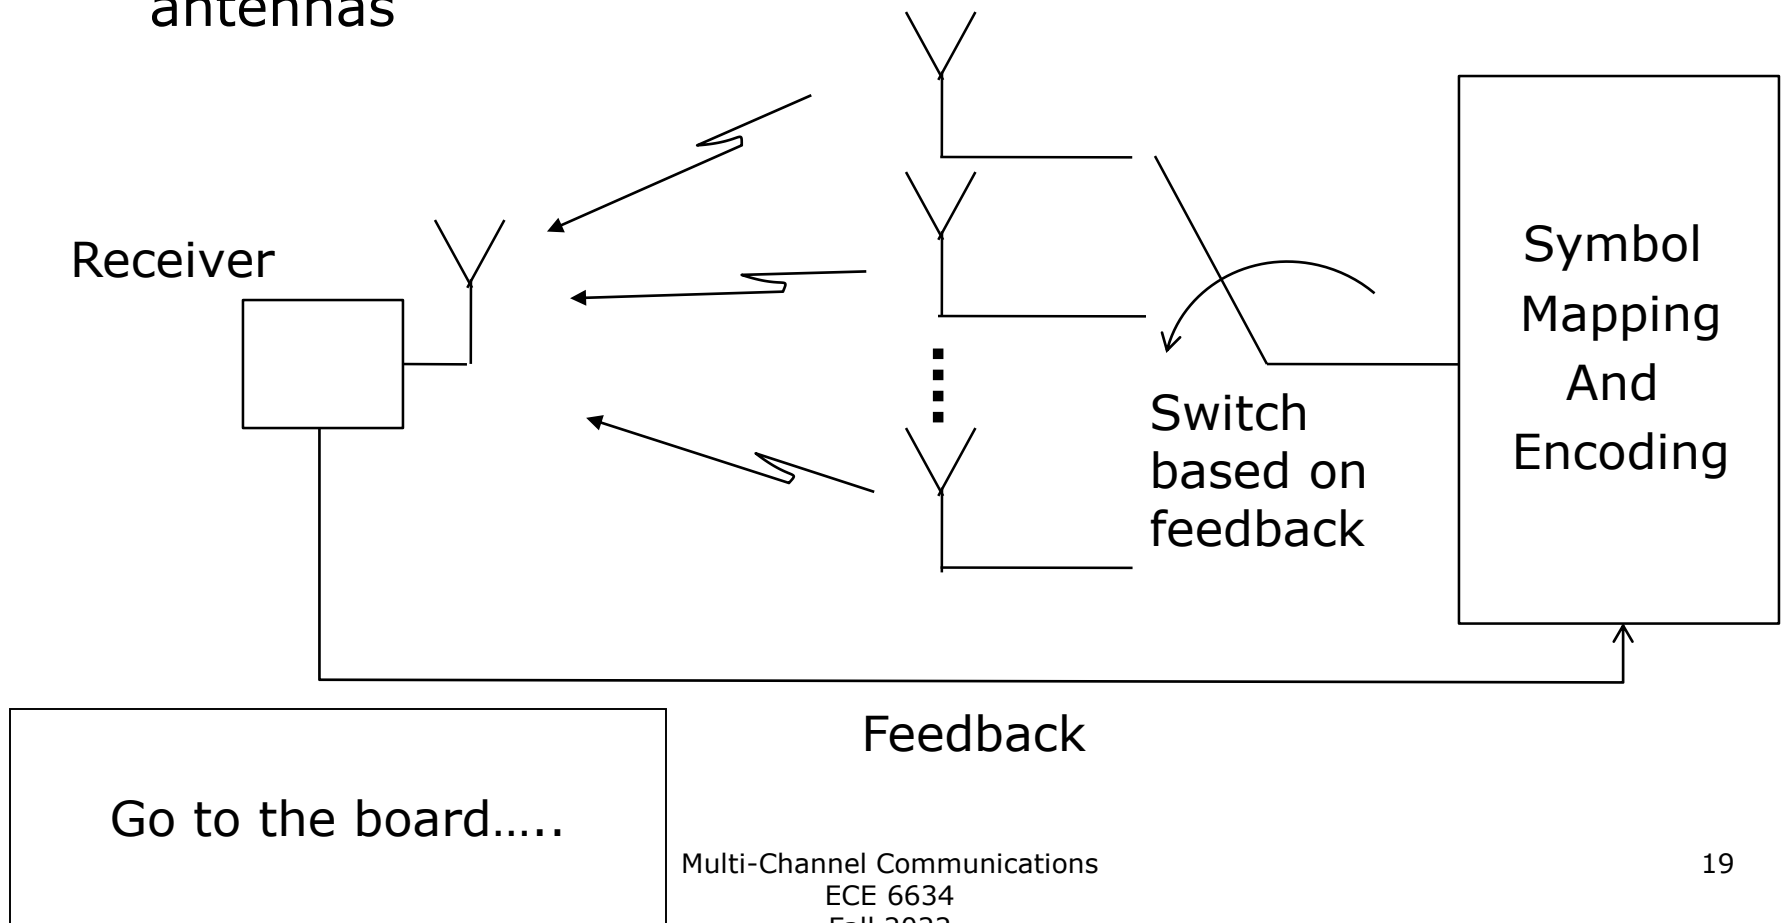 antennas
Receiver
Symbol
Mapping
And
Encoding
Switch
based on
feedback
Feedback
Go to the board.....
Multi-Channel Communications
ECE 6634
19